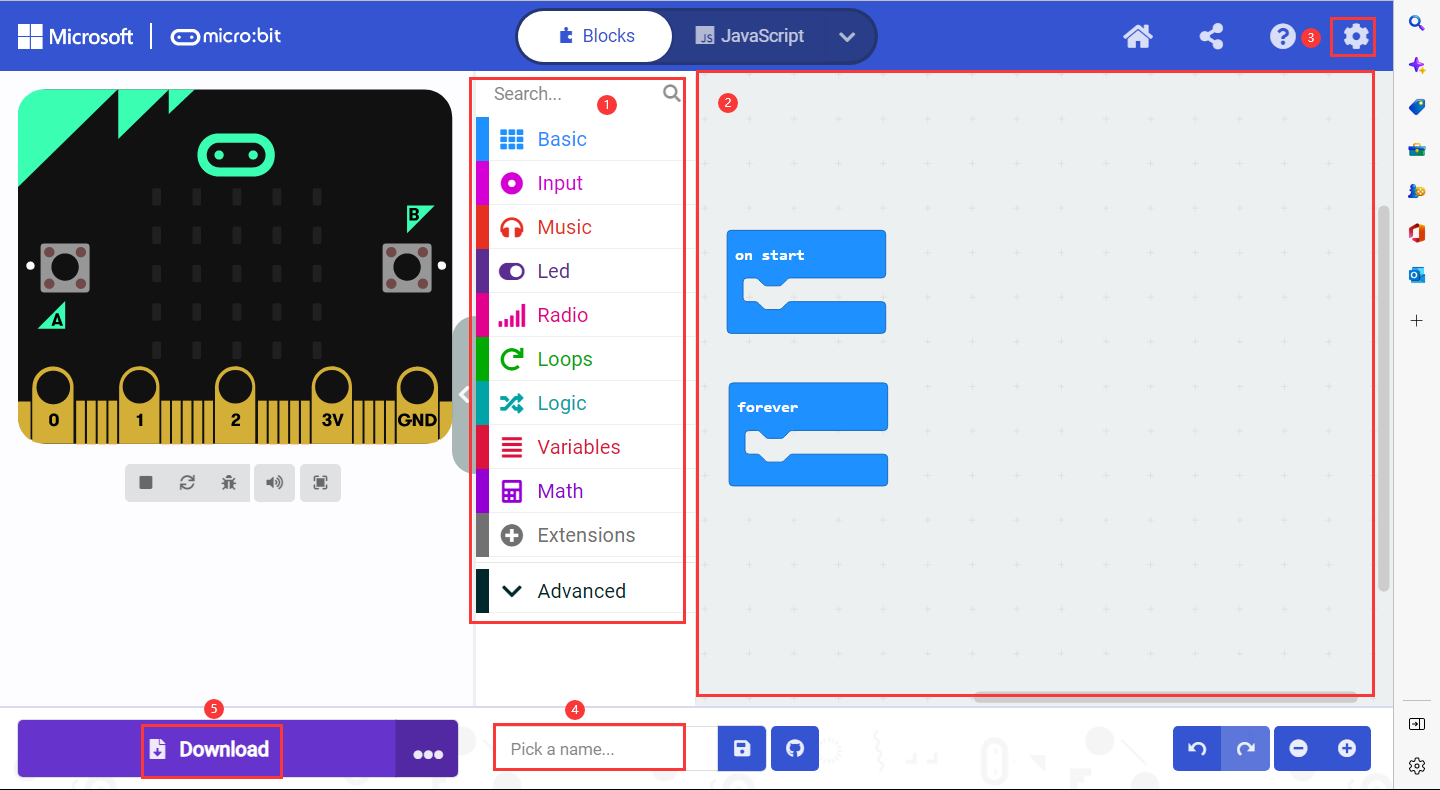 Microsoft micro:bit Blocks JS JavaScript ? 3
Search... 1
2
Basic
Input
Music
Led
Radio
Loops
Logic
Variables
Math
Extensions
Advanced
B
A
0 1 2 3V GND
on start
forever
5
Download
4
Pick a name...